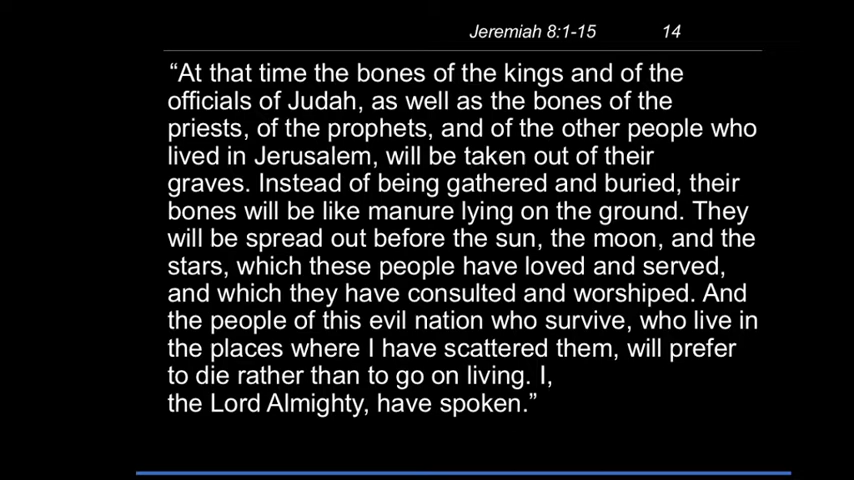 Jeremiah 8:1-15 14
“At that time the bones of the kings and of the
officials of Judah, as well as the bones of the
priests, of the prophets, and of the other people who
lived in Jerusalem, will be taken out of their
graves. Instead of being gathered and buried, their
bones will be like manure lying on the ground. They
will be spread out before the sun, the moon, and the
stars, which these people have loved and served,
and which they have consulted and worshiped. And
the people of this evil nation who survive, who live in
the places where I have scattered them, will prefer
to die rather than to go on living. I,
the Lord Almighty, have spoken.”